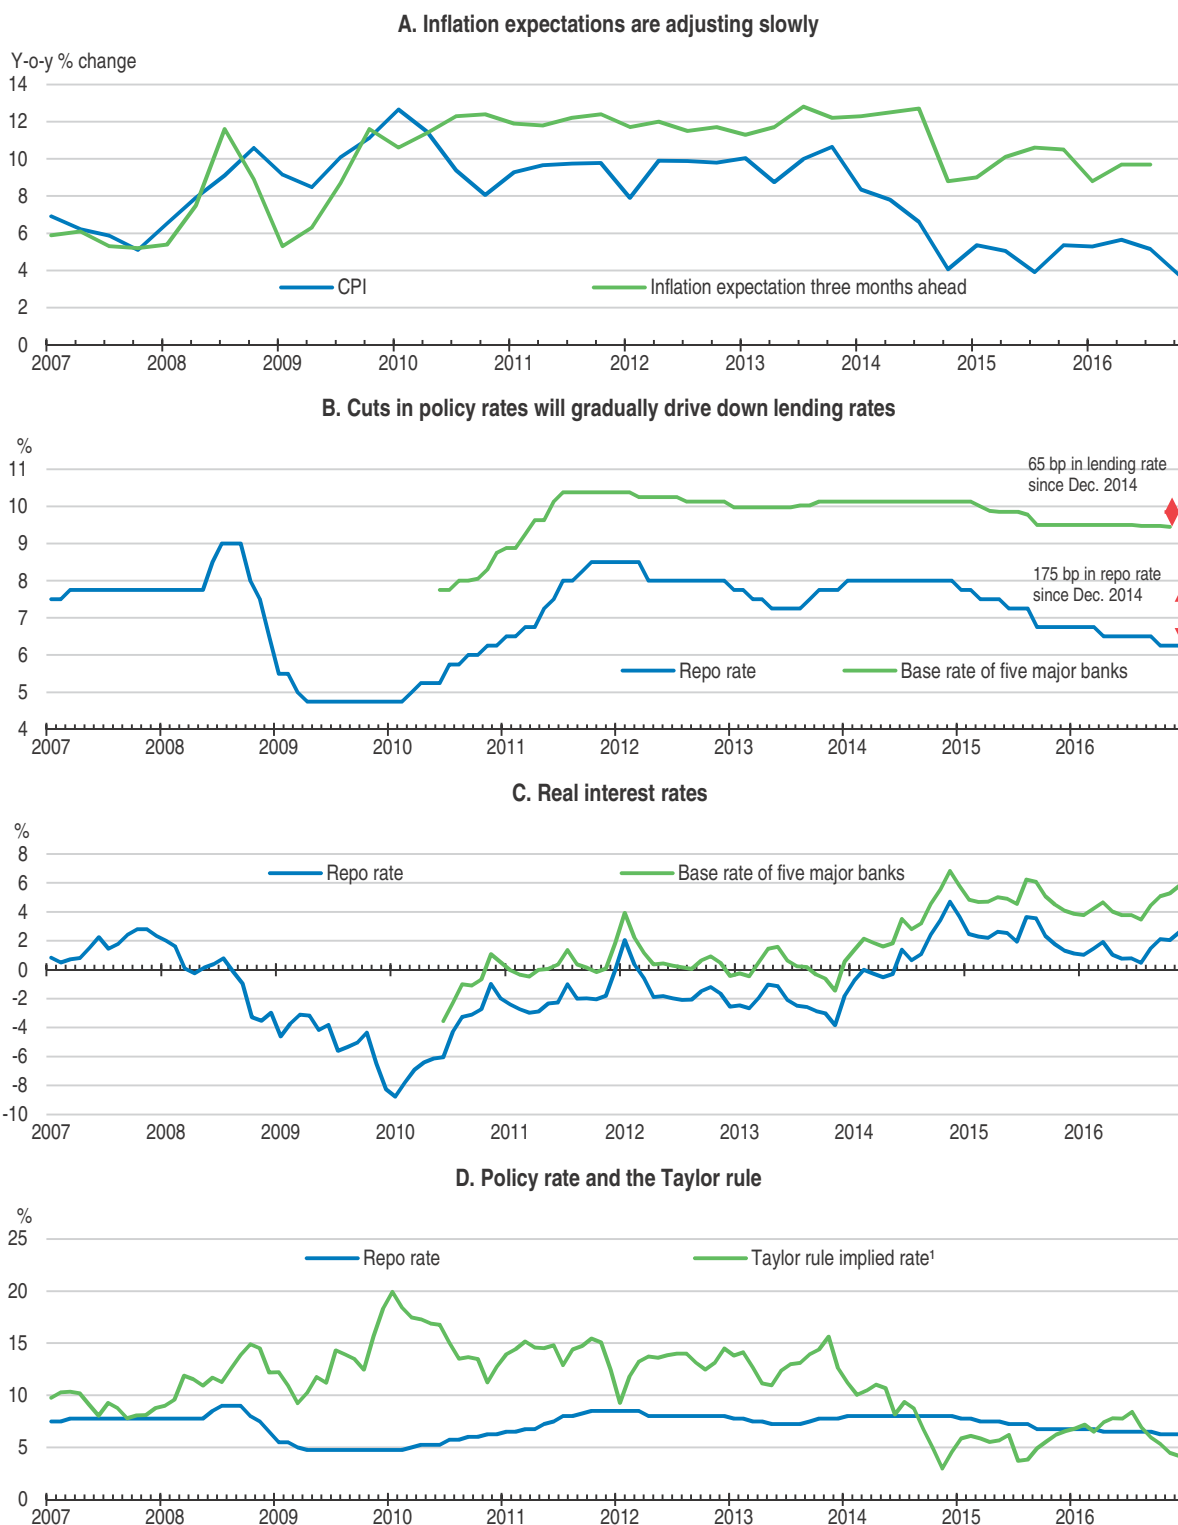 A. Inflation expectations are adjusting slowly
Y-o-y % change
14
12
10
8
6
4
2
0
CPI
Inflation expectation three months ahead
2007 2008 2009 2010 2011 2012 2013 2014 2015 2016
B. Cuts in policy rates will gradually drive down lending rates
%
11
10
9
8
7
6
5
4
65 bp in lending rate
since Dec. 2014
175 bp in repo rate
since Dec. 2014
Repo rate
Base rate of five major banks
2007 2008 2009 2010 2011 2012 2013 2014 2015 2016
C. Real interest rates
%
8
6
4
2
0
-2
-4
-6
-8
-10
Repo rate
Base rate of five major banks
2007 2008 2009 2010 2011 2012 2013 2014 2015 2016
D. Policy rate and the Taylor rule
%
25
20
15
10
5
0
Repo rate
Taylor rule implied rate¹
2007 2008 2009 2010 2011 2012 2013 2014 2015 2016